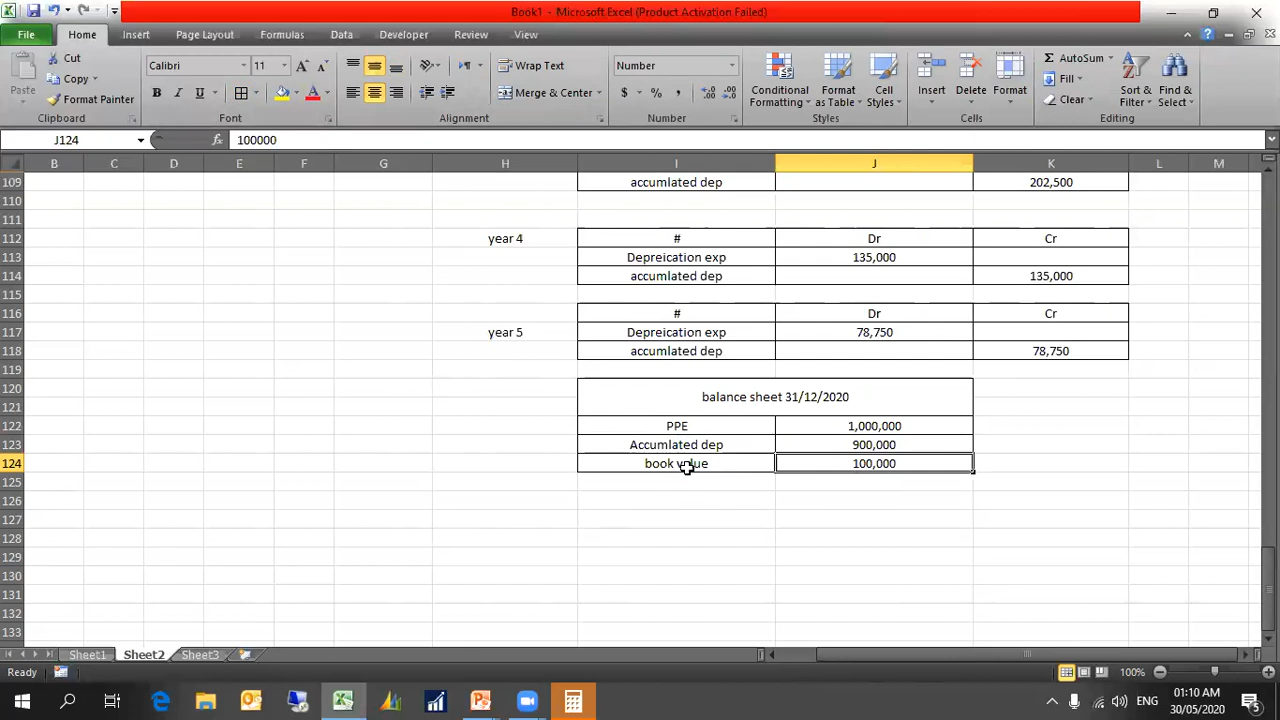 Book1 - Microsoft Excel (Product Activation Failed)
File Home Insert Page Layout Formulas Data Developer Review View
Paste
Cut
Copy
Format Painter
Clipboard
Calibri 11
B I U
Font
Wrap Text
Merge & Center
Alignment
Number
$ % ,
Number
Conditional Formatting
Format as Table
Cell Styles
Styles
Insert Delete Format
Cells
AutoSum
Fill
Clear
Sort & Filter
Find & Select
Editing
J124 fx 100000
B C D E F G H I J K L M
109 accumlated dep 202,500
110
111
112 year 4 # Dr Cr
113 Depreication exp 135,000
114 accumlated dep 135,000
115
116 # Dr Cr
117 year 5 Depreication exp 78,750
118 accumlated dep 78,750
119
120 balance sheet 31/12/2020
121
122 PPE 1,000,000
123 Accumlated dep 900,000
124 book value 100,000
125
126
127
128
129
130
131
132
133
Sheet1 Sheet2 Sheet3
Ready 100%
ENG 01:10 AM
30/05/2020 5